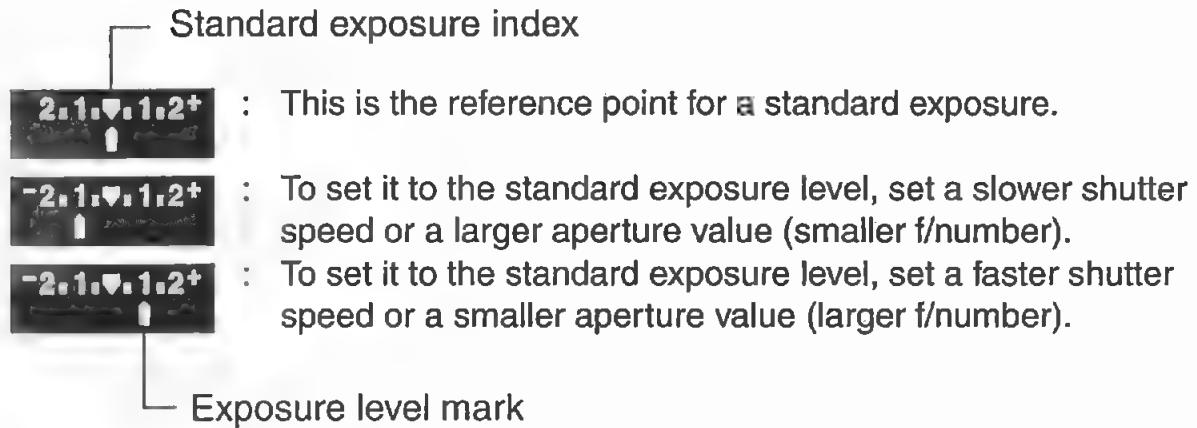 Standard exposure index
2.1.▼.1.2+ : This is the reference point for a standard exposure.
-2.1.▼.1.2+ : To set it to the standard exposure level, set a slower shutter
speed or a larger aperture value (smaller f/number).
-2.1.▼.1.2+ : To set it to the standard exposure level, set a faster shutter
speed or a smaller aperture value (larger f/number).
Exposure level mark